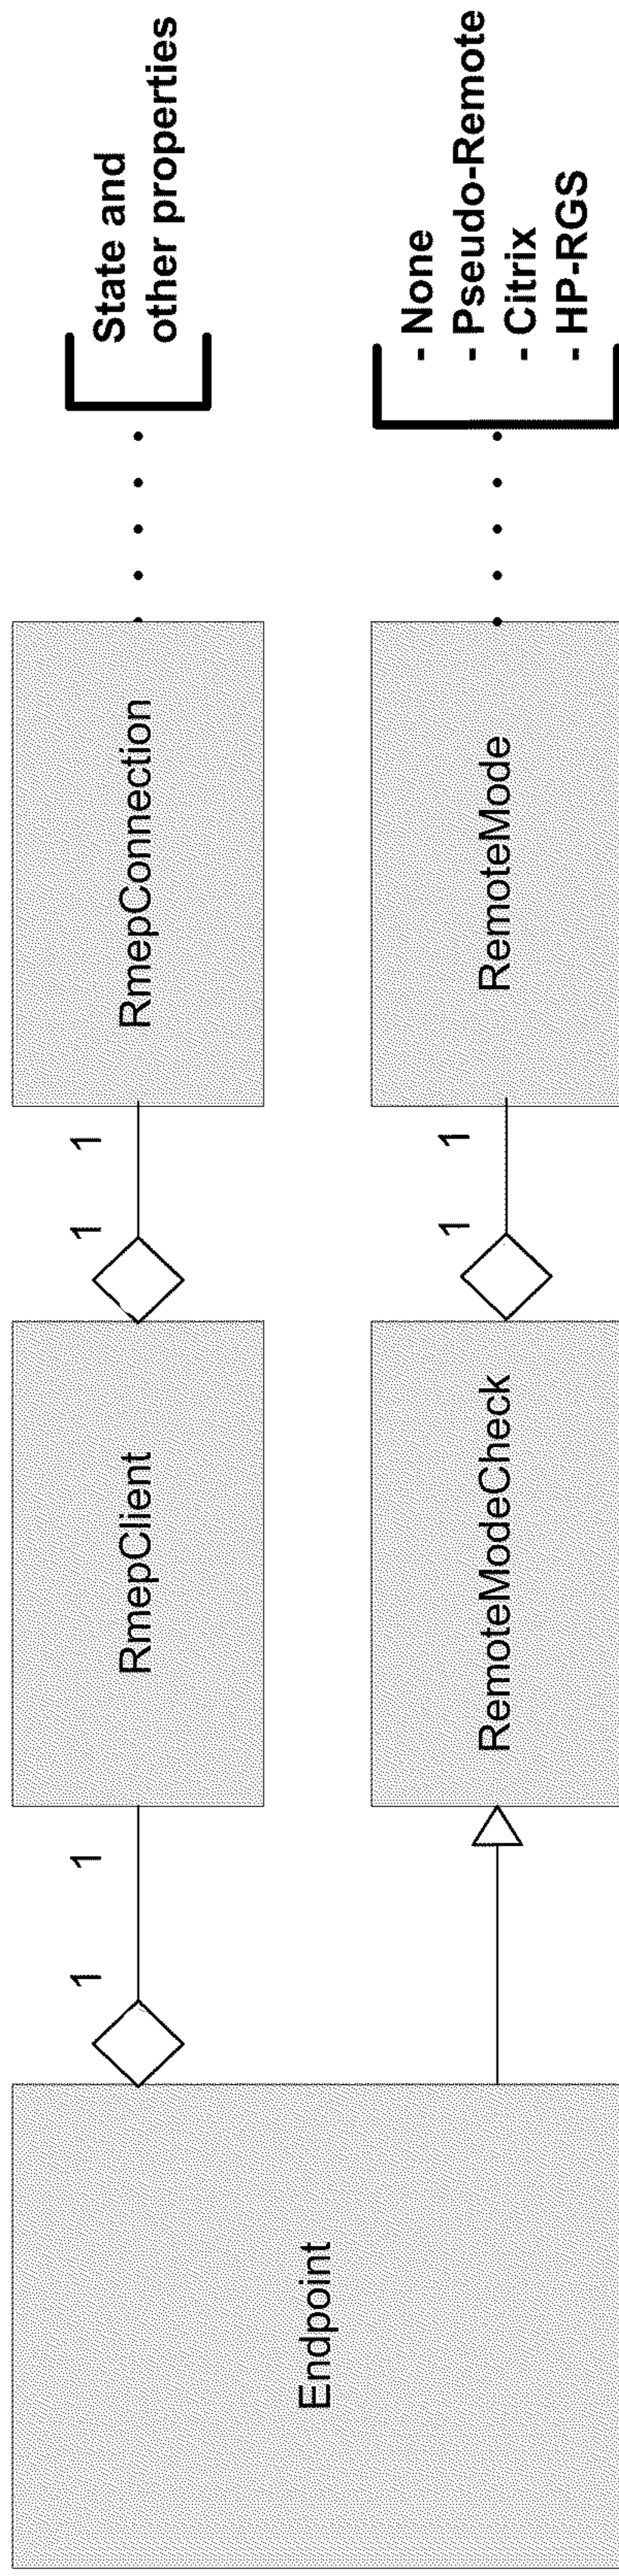 Endpoint
1 1
RmepClient
1 1
RmepConnection
State and
other properties
RemoteModeCheck
1 1
RemoteMode
- None
- Pseudo-Remote
- Citrix
- HP-RGS